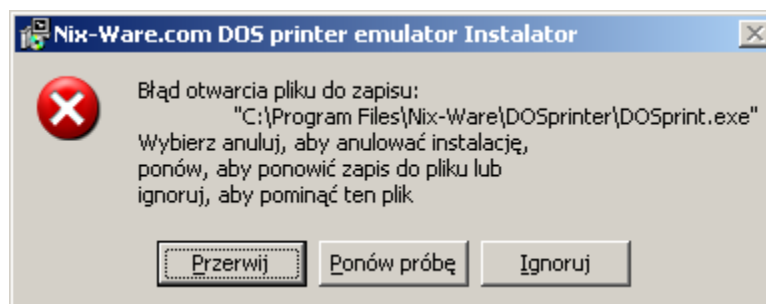 Nix-Ware.com DOS printer emulator Instalator
Błąd otwarcia pliku do zapisu:
"C:\Program Files\Nix-Ware\DOSprinter\DOSprint.exe"
Wybierz anuluj, aby anulować instalację,
ponów, aby ponowić zapis do pliku lub
ignoruj, aby pominąć ten plik
Przerwij Ponów próbę Ignoruj